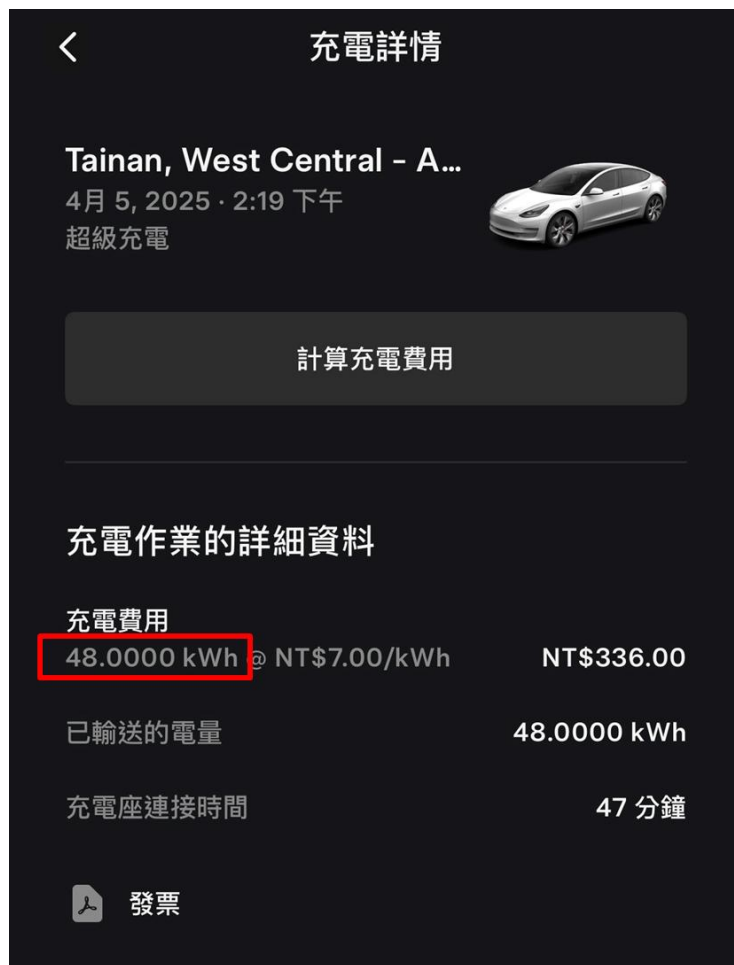 充電詳情
Tainan, West Central - A...
4月 5, 2025 · 2:19 下午
超級充電
計算充電費用
充電作業的詳細資料
充電費用
48.0000 kWh @ NT$7.00/kWh NT$336.00
已輸送的電量 48.0000 kWh
充電座連接時間 47 分鐘
發票